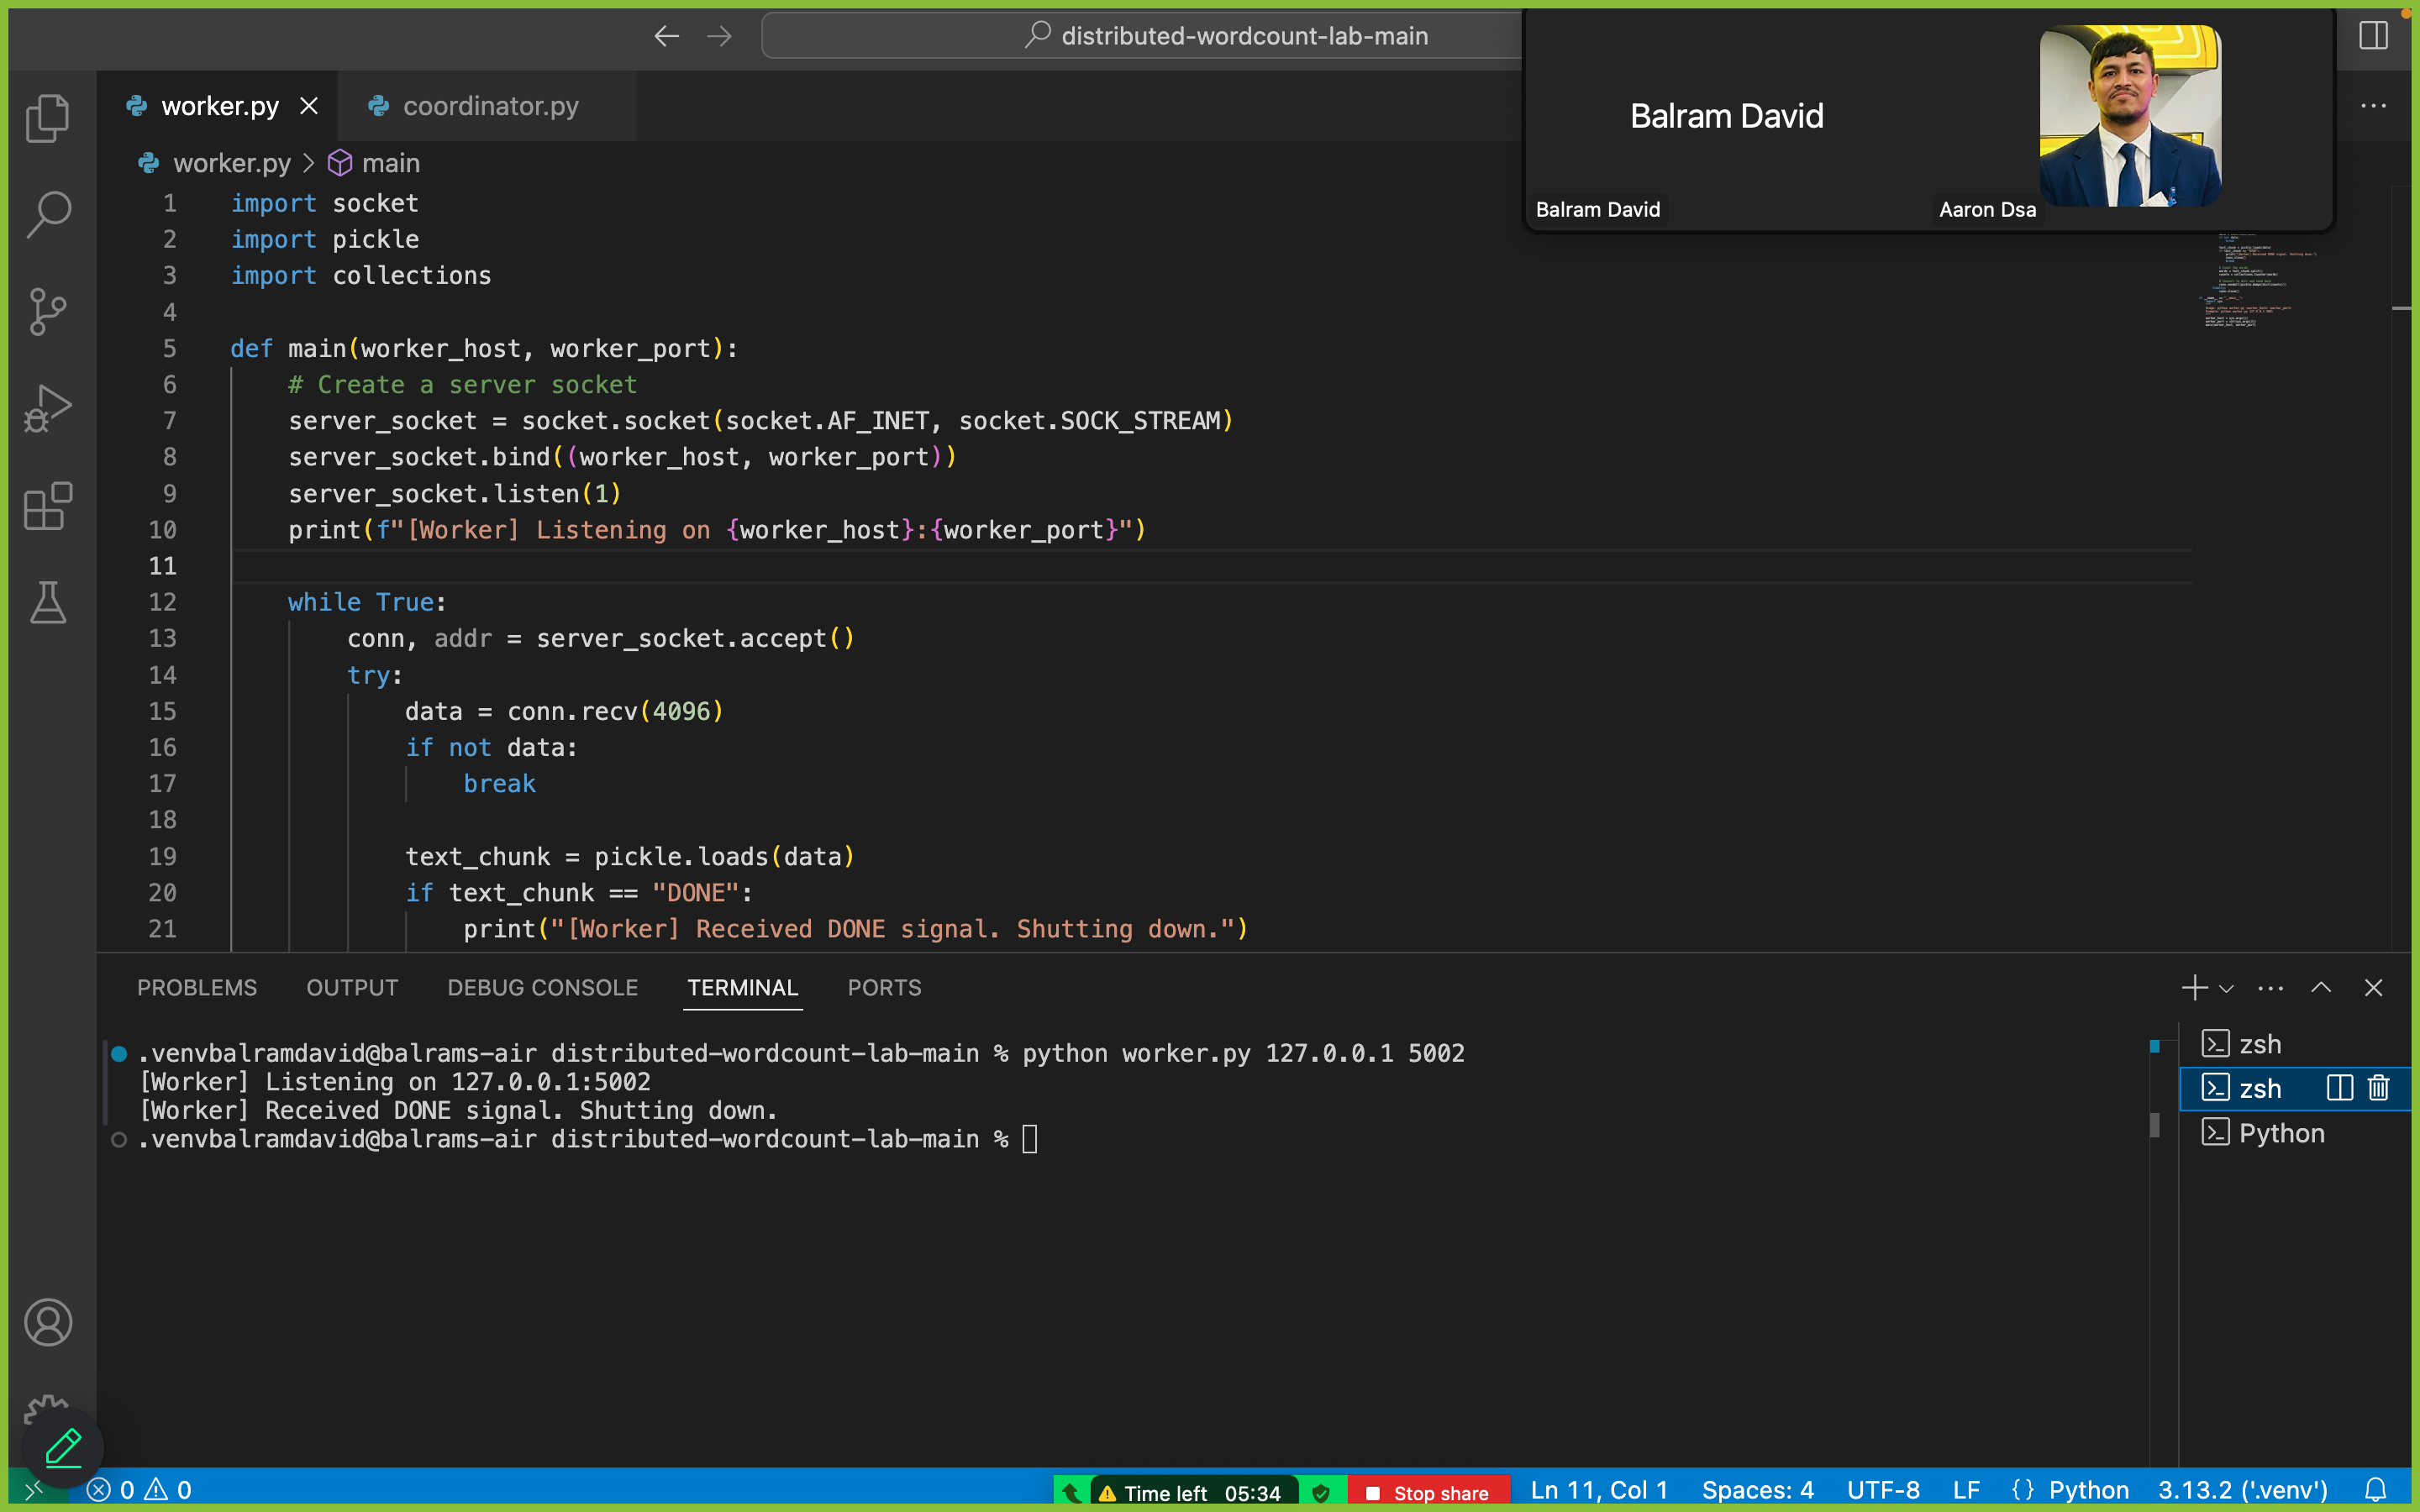 distributed-wordcount-lab-main
Balram David
Balram David
Aaron Dsa
worker.py
coordinator.py
worker.py > main
1 import socket
2 import pickle
3 import collections
4
5 def main(worker_host, worker_port):
6 # Create a server socket
7 server_socket = socket.socket(socket.AF_INET, socket.SOCK_STREAM)
8 server_socket.bind((worker_host, worker_port))
9 server_socket.listen(1)
10 print(f"[Worker] Listening on {worker_host}:{worker_port}")
11
12 while True:
13 conn, addr = server_socket.accept()
14 try:
15 data = conn.recv(4096)
16 if not data:
17 break
18
19 text_chunk = pickle.loads(data)
20 if text_chunk == "DONE":
21 print("[Worker] Received DONE signal. Shutting down.")
PROBLEMS OUTPUT DEBUG CONSOLE TERMINAL PORTS
.venvbalramdavid@balrams-air distributed-wordcount-lab-main % python worker.py 127.0.0.1 5002
[Worker] Listening on 127.0.0.1:5002
[Worker] Received DONE signal. Shutting down.
.venvbalramdavid@balrams-air distributed-wordcount-lab-main %
zsh
zsh
Python
0 0 Time left 05:34 Stop share Ln 11, Col 1 Spaces: 4 UTF-8 LF {} Python 3.13.2 ('.venv')